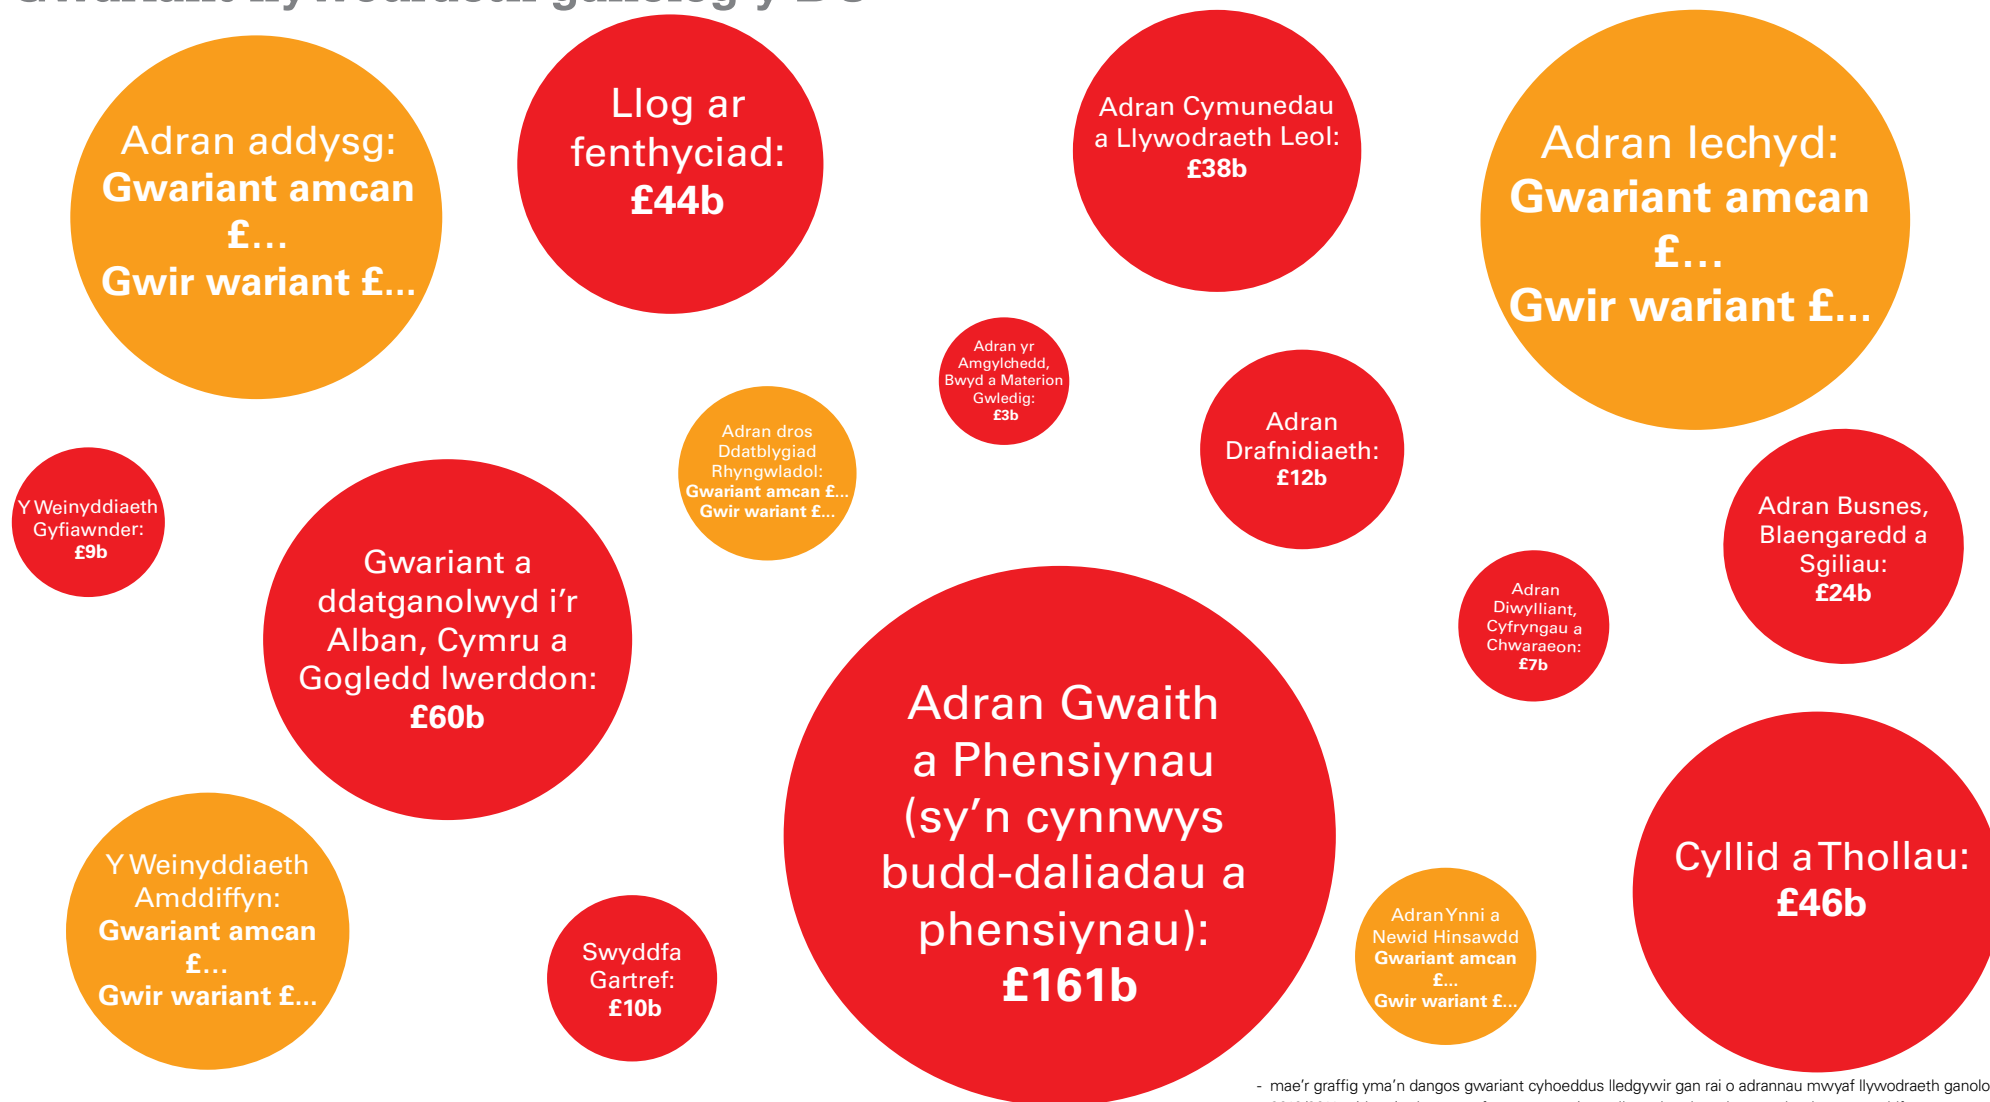 Gwariant llywodraeth ganolog y DU
Adran addysg:
Gwariant amcan
£...
Gwir wariant £...
Llog ar
fenthyciad:
£44b
Adran Cymunedau
a Llywodraeth Leol:
£38b
Adran Iechyd:
Gwariant amcan
£...
Gwir wariant £...
Adran yr
Amgylchedd,
Bwyd a Materion
Gwledig:
£3b
Adran dros
Ddatblygiad
Rhyngwladol:
Gwariant amcan £...
Gwir wariant £...
Adran
Drafnidiaeth:
£12b
Y Weinyddiaeth
Gyfiawnder:
£9b
Gwariant a
ddatganolwyd i'r
Alban, Cymru a
Gogledd Iwerddon:
£60b
Adran Busnes,
Blaengaredd a
Sgiliau:
£24b
Adran
Diwylliant,
Cyfryngau a
Chwaraeon:
£7b
Adran Gwaith
a Phensiynau
(sy'n cynnwys
budd-daliadau a
phensiynau):
£161b
Y Weinyddiaeth
Amddiffyn:
Gwariant amcan
£...
Gwir wariant £...
Swyddfa
Gartref:
£10b
Adran Ynni a
Newid Hinsawdd
Gwariant amcan
£...
Gwir wariant £...
Cyllid a Thollau:
£46b
- mae'r graffig yma'n dangos gwariant cyhoeddus lledgywir gan rai o adrannau mwyaf llywodraeth ganolo